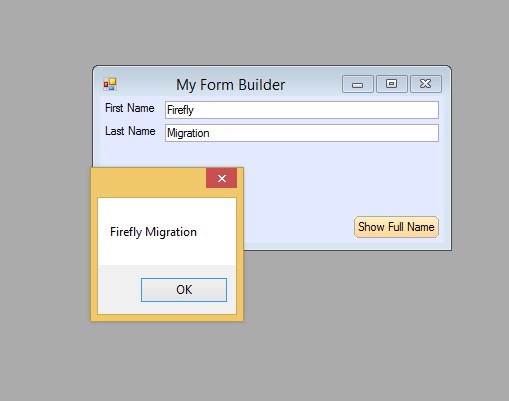 My Form Builder
First Name Firefly
Last Name Migration
Show Full Name
Firefly Migration
OK